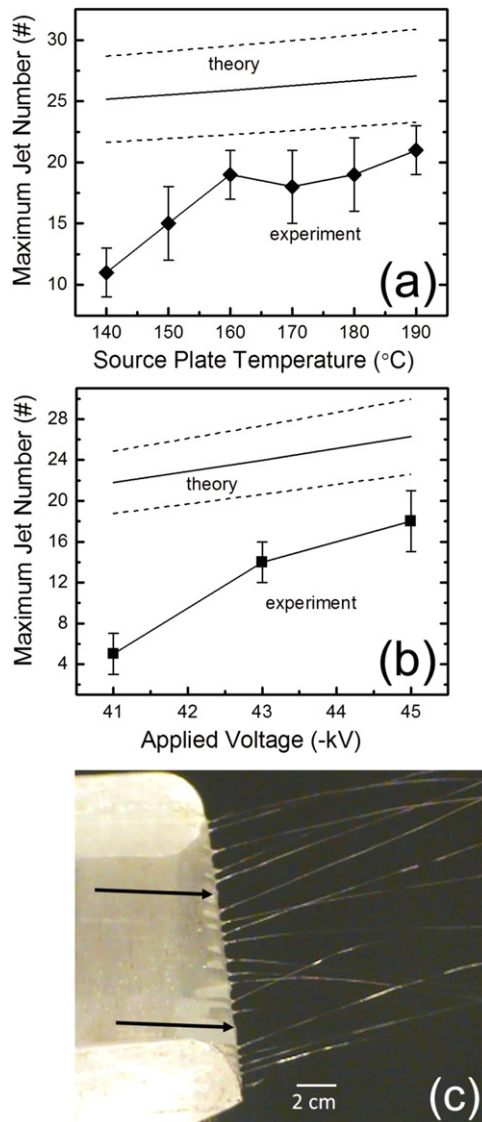 Maximum Jet Number (#)
30
25
20
15
10
theory
experiment
(a)
140 150 160 170 180 190
Source Plate Temperature (°C)
Maximum Jet Number (#)
28
24
20
16
12
8
4
theory
experiment
(b)
41 42 43 44 45
Applied Voltage (-kV)
2 cm
(c)